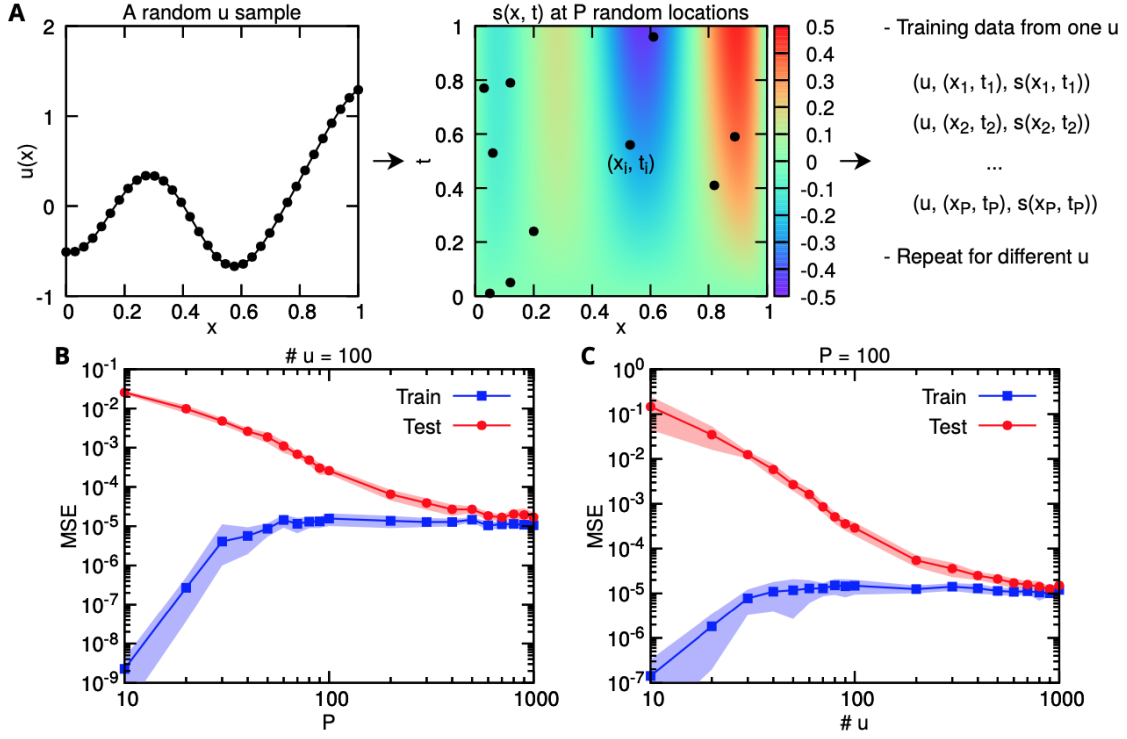 A
A random u sample
2
1
0
-1
u(x)
0
0.2
0.4
0.6
0.8
1
x
s(x, t) at P random locations
1
0.8
0.6
0.4
0.2
0
t
(xᵢ, tᵢ)
0
0.2
0.4
0.6
0.8
1
x
0.5
0.4
0.3
0.2
0.1
0
-0.1
-0.2
-0.3
-0.4
-0.5
- Training data from one u
(u, (x₁, t₁), s(x₁, t₁))
(u, (x₂, t₂), s(x₂, t₂))
...
(u, (x_P, t_P), s(x_P, t_P))
- Repeat for different u
B
# u = 100
10⁻¹
10⁻²
10⁻³
10⁻⁴
10⁻⁵
10⁻⁶
10⁻⁷
10⁻⁸
10⁻⁹
MSE
Train
Test
10
100
1000
P
C
P = 100
10⁰
10⁻¹
10⁻²
10⁻³
10⁻⁴
10⁻⁵
10⁻⁶
10⁻⁷
MSE
Train
Test
10
100
1000
# u